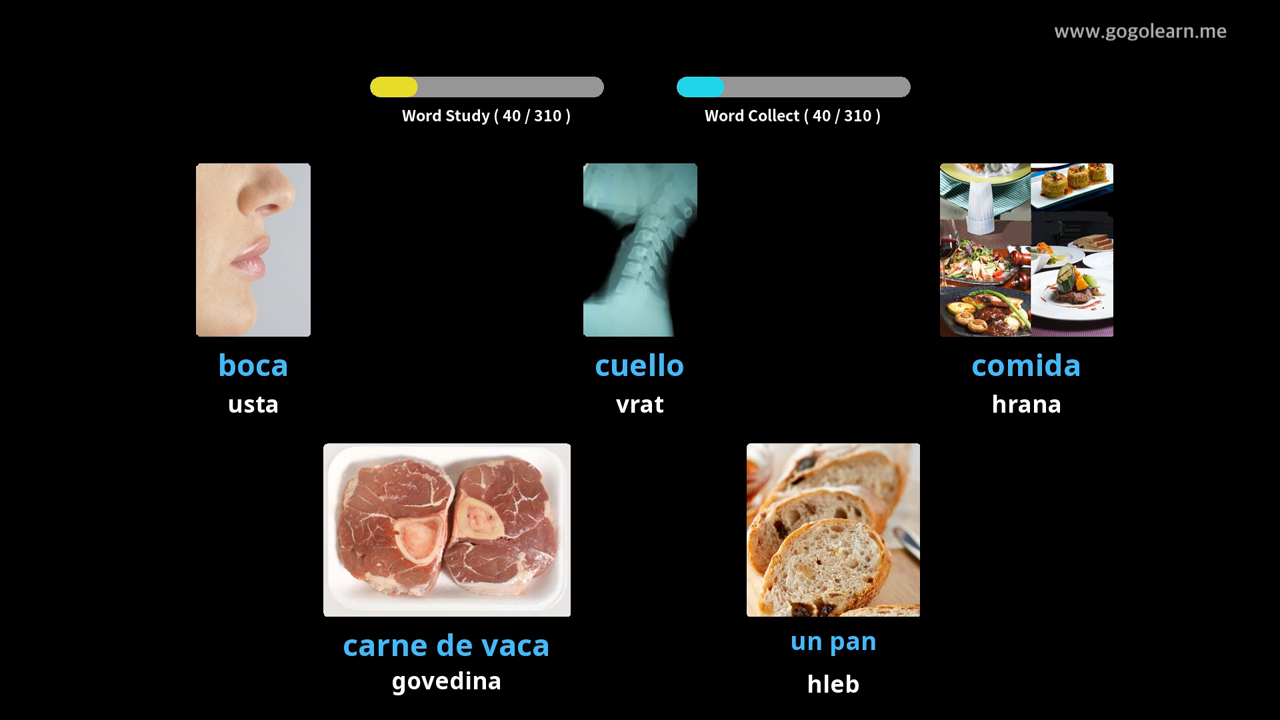 www.gogolearn.me
Word Study ( 40 / 310 )
Word Collect ( 40 / 310 )
boca
usta
cuello
vrat
comida
hrana
carne de vaca
govedina
un pan
hleb